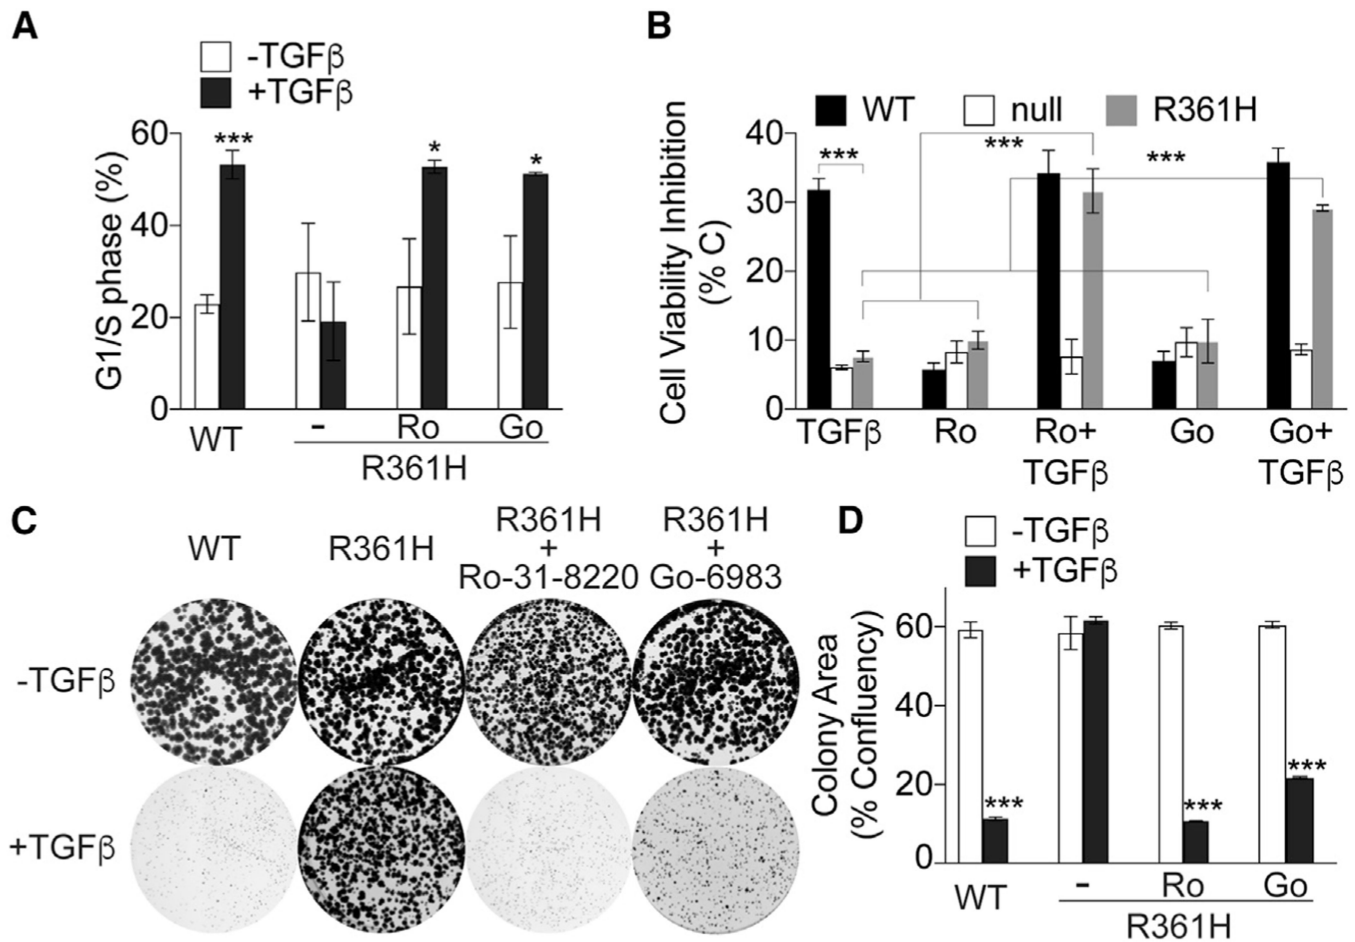 A
-TGFβ
+TGFβ
G1/S phase (%)
60
40
20
0
***
*
*
WT
-
Ro
Go
R361H
B
WT
null
R361H
Cell Viability Inhibition
(% C)
40
30
20
10
0
***
***
***
TGFβ
Ro
Ro+
TGFβ
Go
Go+
TGFβ
C
WT
R361H
R361H
+
Ro-31-8220
R361H
+
Go-6983
-TGFβ
+TGFβ
D
-TGFβ
+TGFβ
Colony Area
(% Confluency)
60
40
20
0
***
***
***
WT
-
Ro
Go
R361H